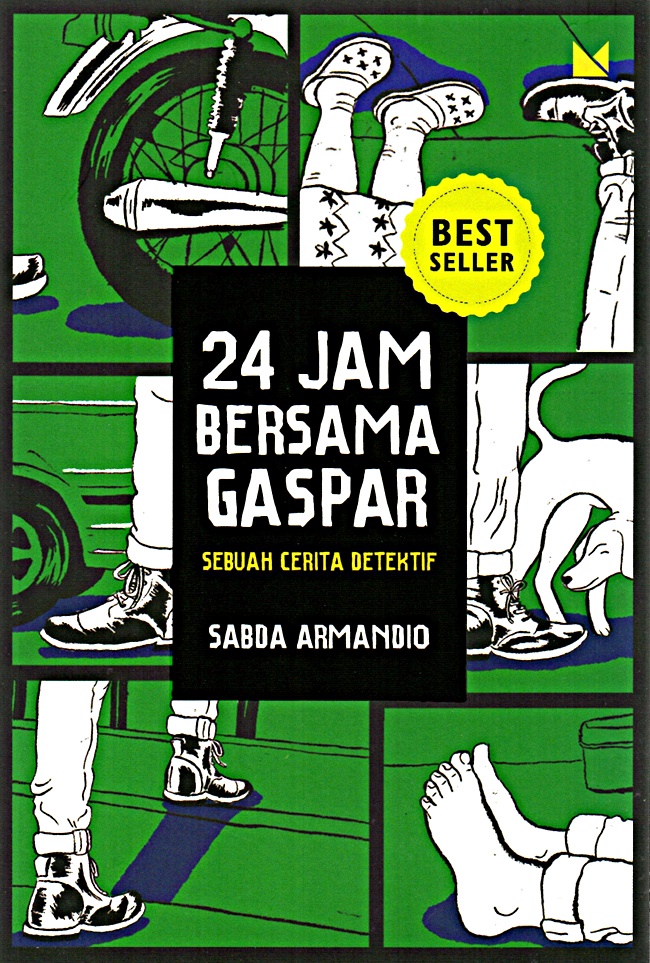 BEST
SELLER
24 JAM
BERSAMA
GASPAR
SEBUAH CERITA DETEKTIF
SABDA ARMANDIO